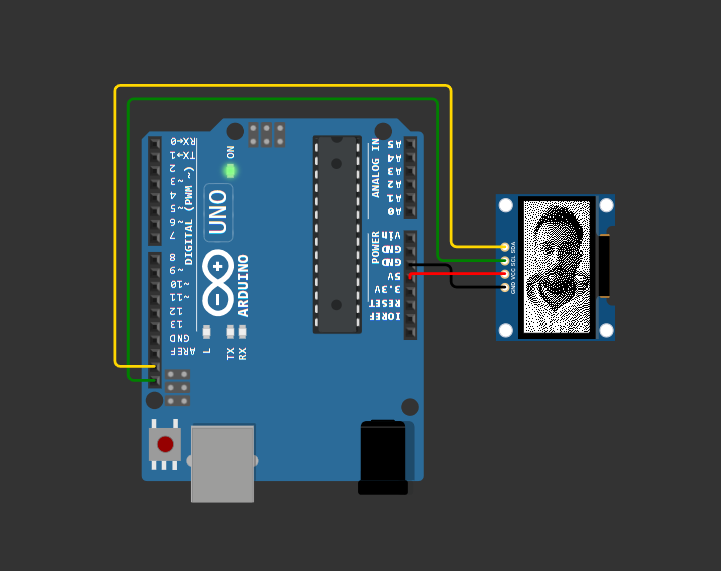 RX←0
TX→1
2
~3
4
~5
~6
7
DIGITAL (PWM ~)
8
~9
~10
~11
12
13
GND
AREF
ON
UNO
ARDUINO
L
TX
RX
ANALOG IN
A5
A4
A3
A2
A1
A0
POWER
Vin
GND
GND
5V
3.3V
RESET
IOREF
GND VCC SCL SDA